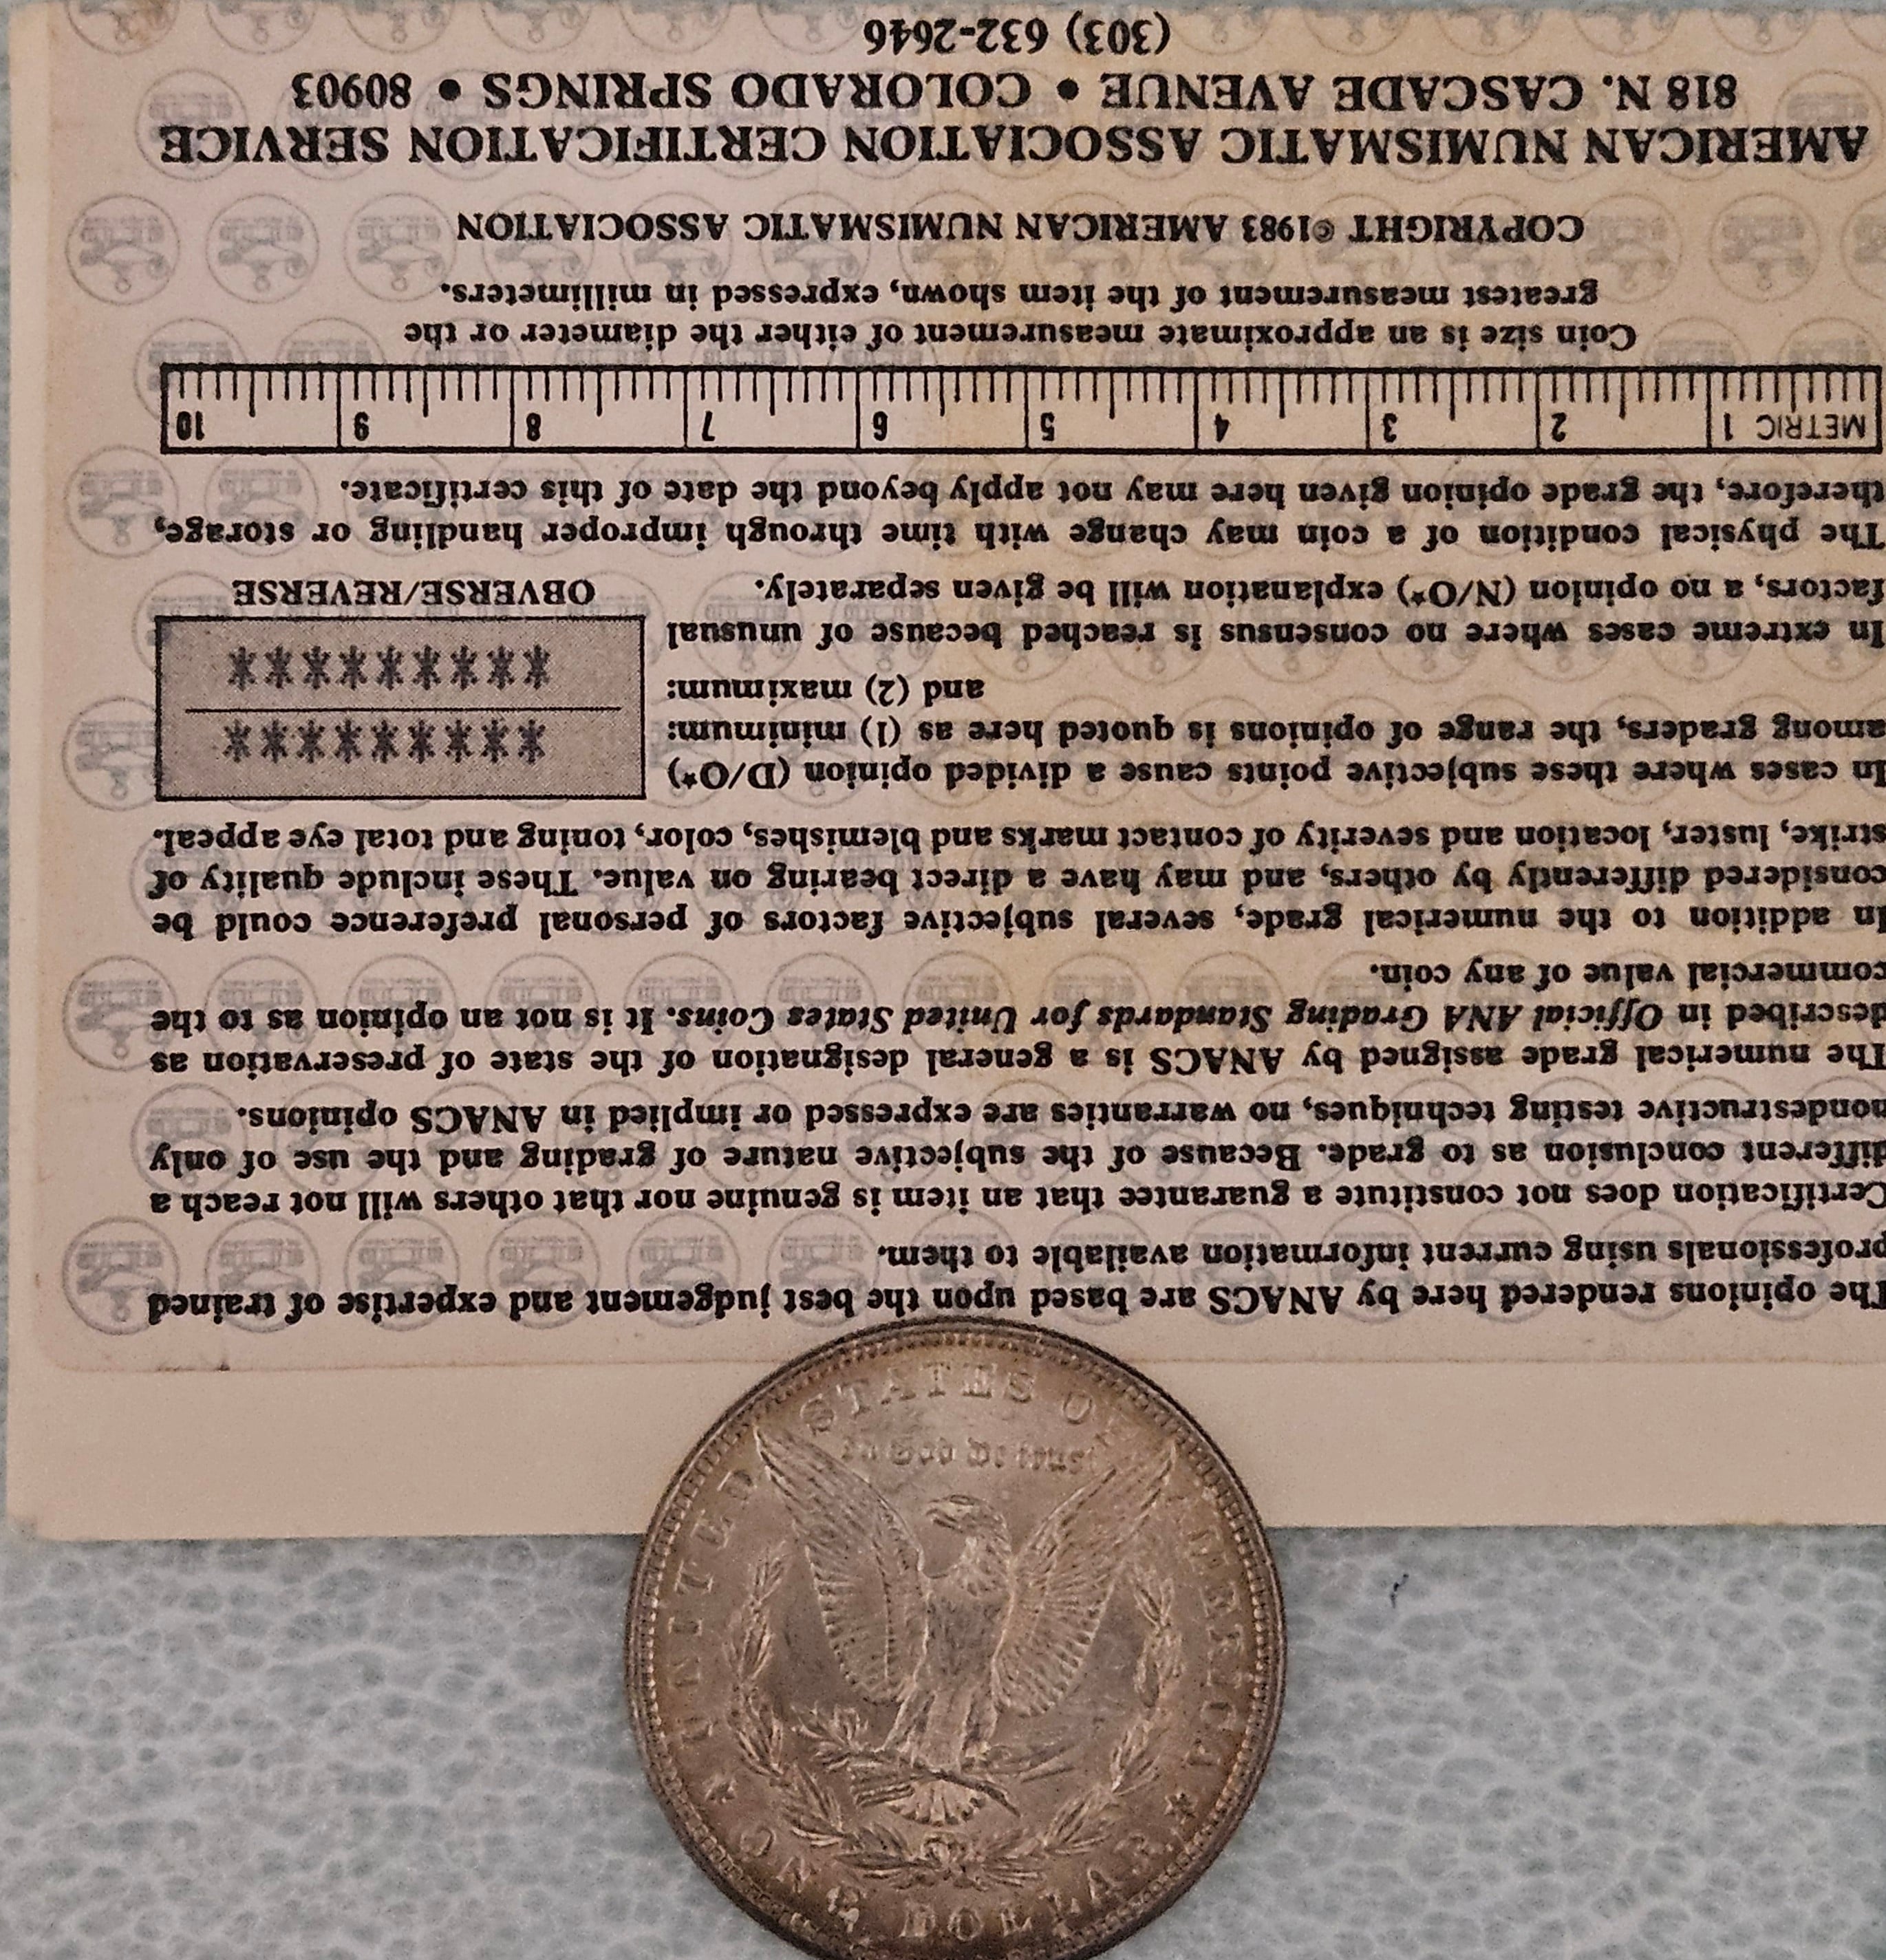 The opinions rendered here by ANACS are based upon the best judgement and expertise of trained
professionals using current information available to them.
Certification does not constitute a guarantee that an item is genuine nor that others will not reach a
different conclusion as to grade. Because of the subjective nature of grading and the use of only
nondestructive testing techniques, no warranties are expressed or implied in ANACS opinions.
The numerical grade assigned by ANACS is a general designation of the state of preservation as
described in Official ANA Grading Standards for United States Coins. It is not an opinion as to the
commercial value of any coin.
In addition to the numerical grade, several subjective factors of personal preference could be
considered differently by others, and may have a direct bearing on value. These include quality of
strike, luster, location and severity of contact marks and blemishes, color, toning and total eye appeal.
In cases where these subjective points cause a divided opinion (D/O*)
among graders, the range of opinions is quoted here as (1) minimum:
and (2) maximum:
*********
*********
OBVERSE/REVERSE
In extreme cases where no consensus is reached because of unusual
factors, a no opinion (N/O*) explanation will be given separately.
The physical condition of a coin may change with time through improper handling or storage,
therefore, the grade opinion given here may not apply beyond the date of this certificate.
METRIC 1 2 3 4 5 6 7 8 9 10
Coin size is an approximate measurement of either the diameter or the
greatest measurement of the item shown, expressed in millimeters.
COPYRIGHT ©1983 AMERICAN NUMISMATIC ASSOCIATION
AMERICAN NUMISMATIC ASSOCIATION CERTIFICATION SERVICE
818 N. CASCADE AVENUE • COLORADO SPRINGS • 80903
(303) 632-2646
UNITED STATES OF AMERICA
In God We trust
ONE DOLLAR